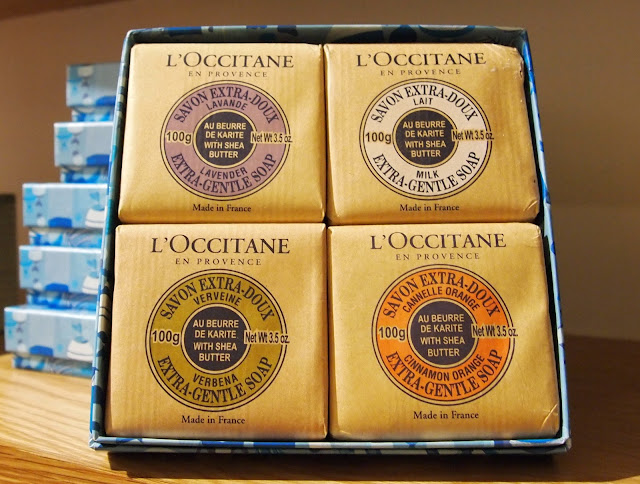 L'OCCITANE
EN PROVENCE
SAVON EXTRA-DOUX
LAVANDE
100g
AU BEURRE
DE KARITE
WITH SHEA
BUTTER
Net Wt 3.5 oz.
LAVENDER
EXTRA-GENTLE SOAP
Made in France
L'OCCITANE
EN PROVENCE
SAVON EXTRA-DOUX
LAIT
100g
AU BEURRE
DE KARITE
WITH SHEA
BUTTER
Net Wt 3.5 oz.
MILK
EXTRA-GENTLE SOAP
Made in France
L'OCCITANE
EN PROVENCE
SAVON EXTRA-DOUX
VERVEINE
100g
AU BEURRE
DE KARITE
WITH SHEA
BUTTER
Net Wt 3.5 oz.
VERBENA
EXTRA-GENTLE SOAP
Made in France
L'OCCITANE
EN PROVENCE
SAVON EXTRA-DOUX
CANNELLE ORANGE
100g
AU BEURRE
DE KARITE
WITH SHEA
BUTTER
Net Wt 3.5 oz.
CINNAMON ORANGE
EXTRA-GENTLE SOAP
Made in France